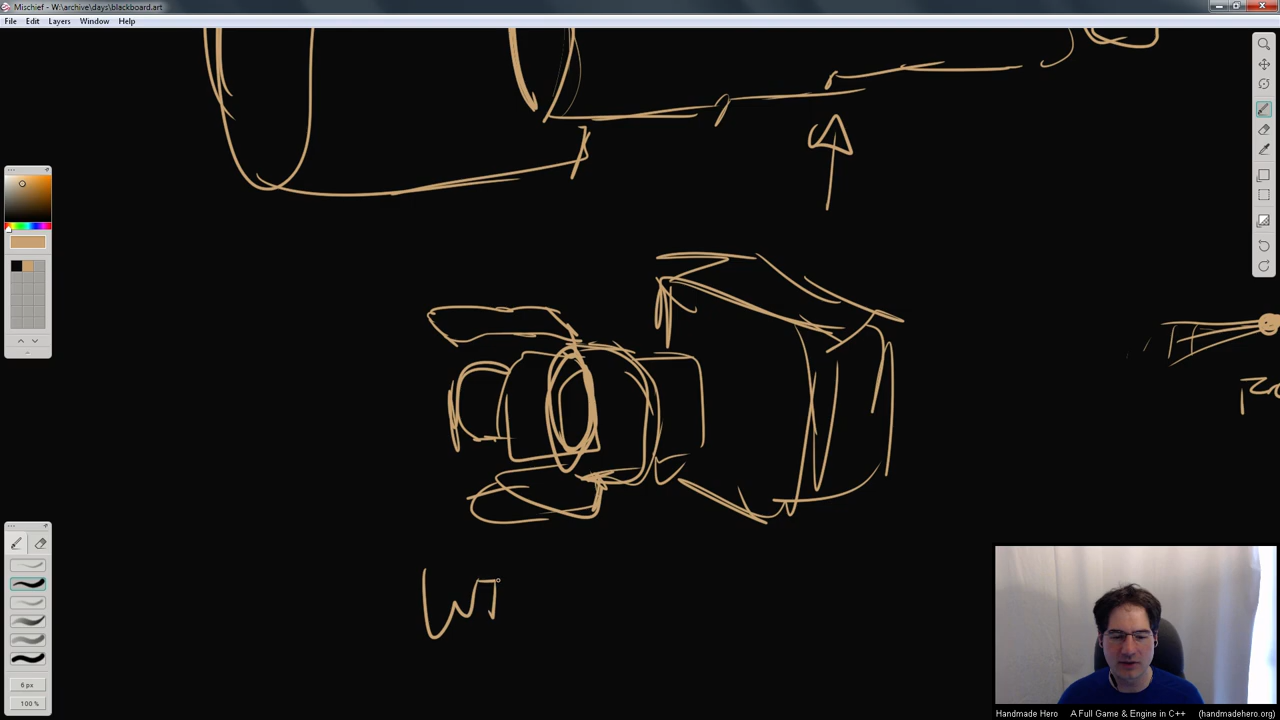 Mischief - W:\archive\days\blackboard.art
File Edit Layers Window Help
6 px
100 %
Handmade Hero A Full Game & Engine in C++ (handmadehero.org)